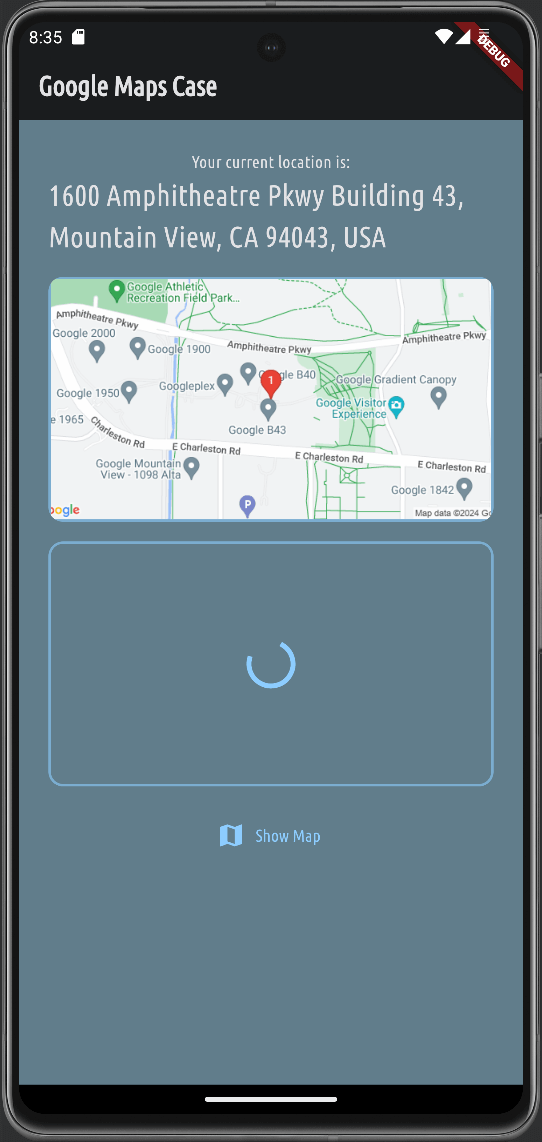 8:35
DEBUG
Google Maps Case
Your current location is:
1600 Amphitheatre Pkwy Building 43,
Mountain View, CA 94043, USA
Google Athletic
Recreation Field Park...
Amphitheatre Pkwy
Google 2000
Google 1900
Amphitheatre Pkwy
Amphitheatre Pkwy
Googleplex
1
Google B40
Google Gradient Canopy
Google 1950
Google Visitor
Experience
e 1965
Charleston Rd
Google B43
E Charleston Rd
E Charleston Rd
E Charleston Rd
Google Mountain
View - 1098 Alta
Google 1842
P
oogle
Map data ©2024 Go
Show Map